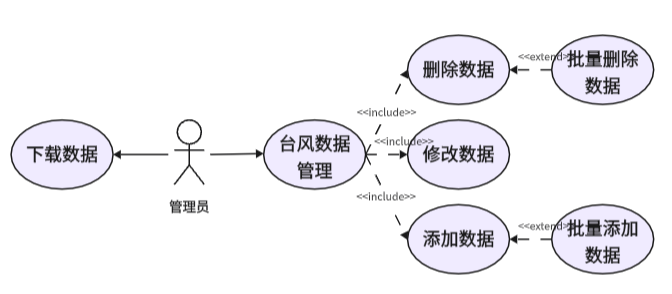 删除数据
<<extend>>
批量删除
数据
<<include>>
下载数据
管理员
台风数据
管理
<<include>>
修改数据
<<include>>
添加数据
<<extend>>
批量添加
数据